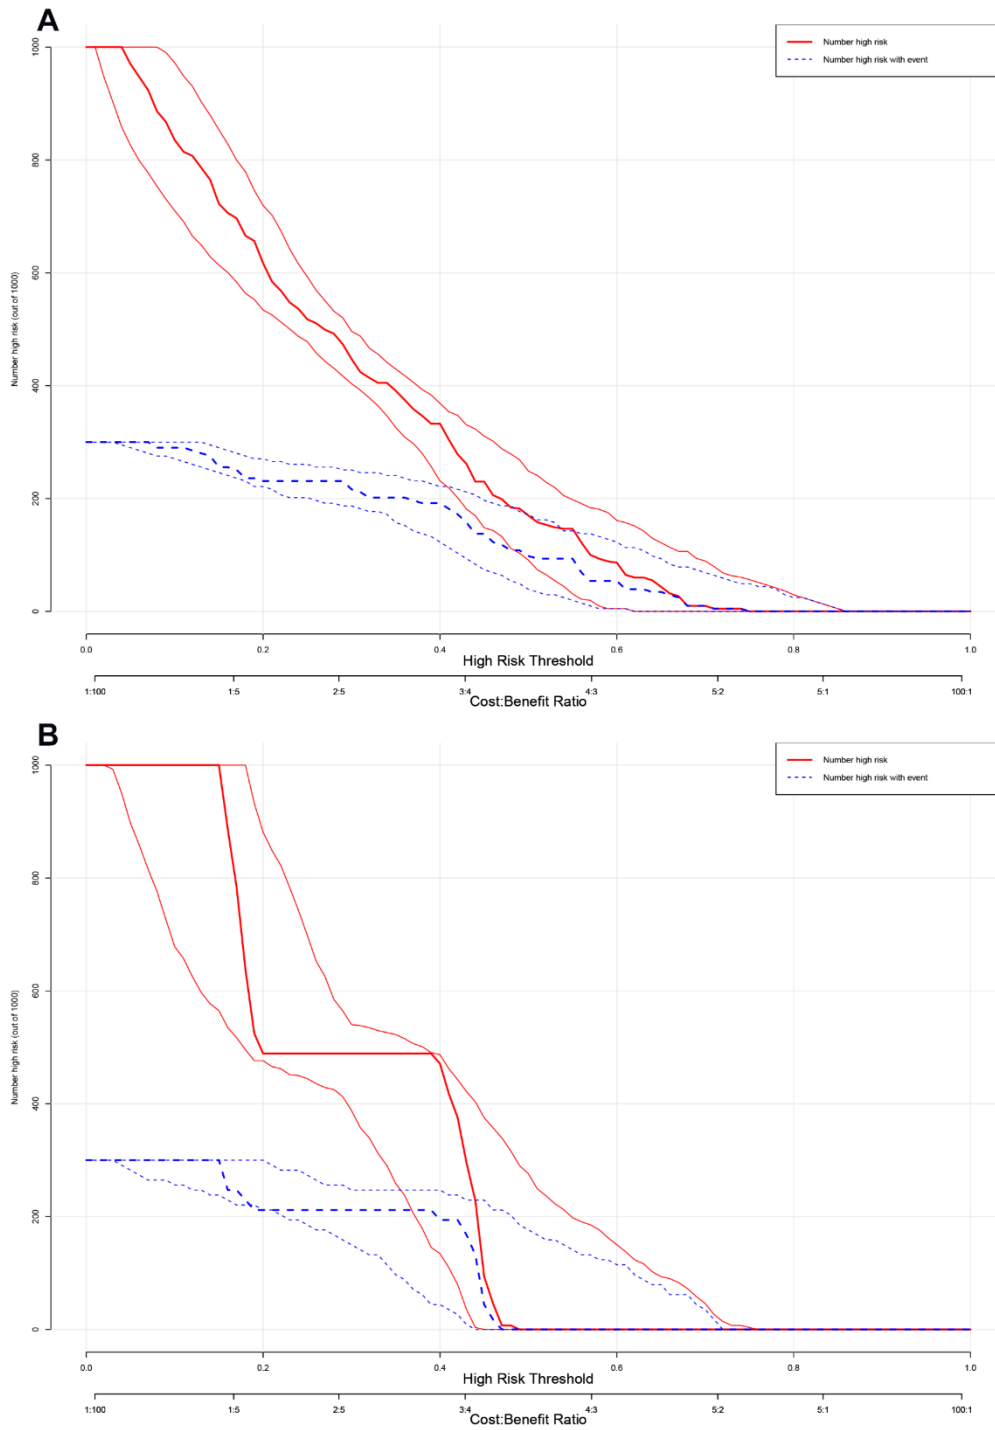 A
Number high risk
Number high risk with event
Number high risk (out of 1000)
1000
800
600
400
200
0
0.0 0.2 0.4 0.6 0.8 1.0
High Risk Threshold
1:100 1:5 2:5 3:4 4:3 5:2 5:1 100:1
Cost:Benefit Ratio
B
Number high risk
Number high risk with event
Number high risk (out of 1000)
1000
800
600
400
200
0
0.0 0.2 0.4 0.6 0.8 1.0
High Risk Threshold
1:100 1:5 2:5 3:4 4:3 5:2 5:1 100:1
Cost:Benefit Ratio